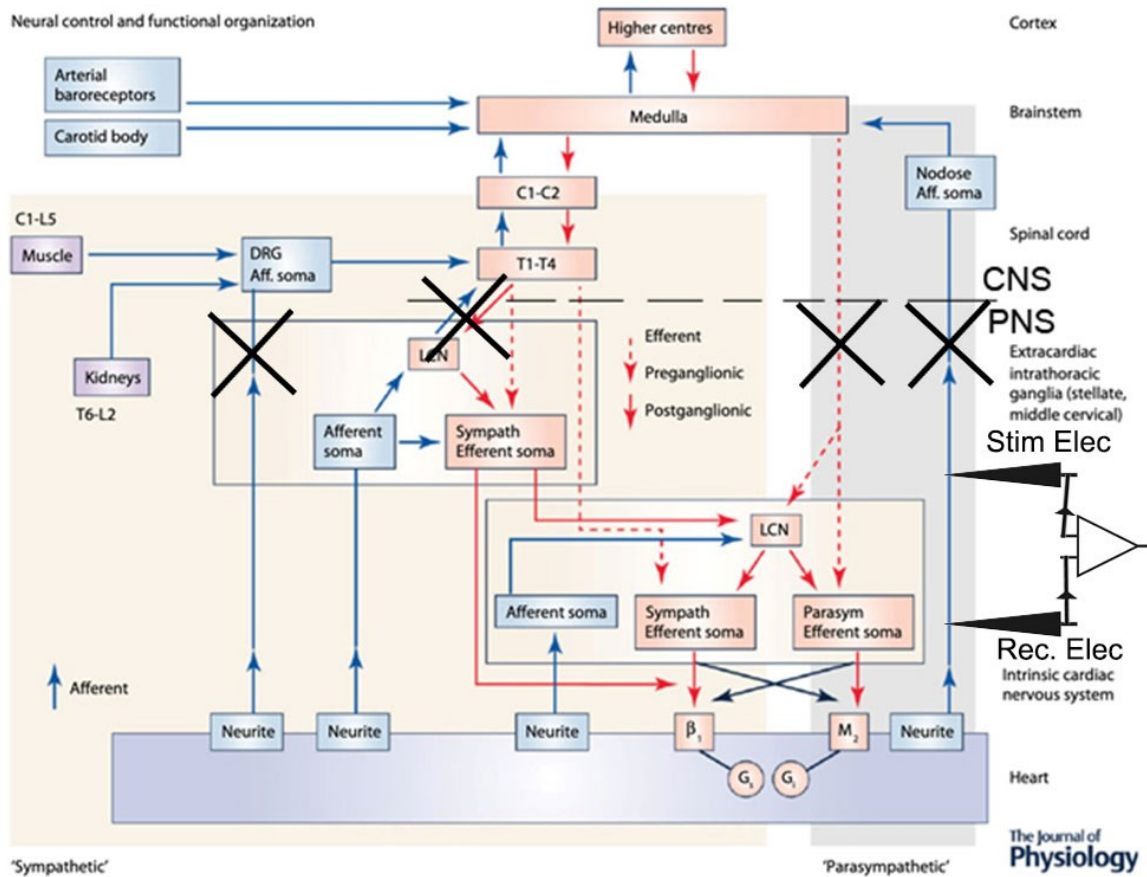 Neural control and functional organization
Higher centres
Cortex
Arterial
baroreceptors
Carotid body
Medulla
Brainstem
Nodose
Aff. soma
C1-C2
C1-L5
Muscle
DRG
Aff. soma
T1-T4
Spinal cord
CNS
PNS
Kidneys
T6-L2
LCN
Efferent
Preganglionic
Postganglionic
Extracardiac
intrathoracic
ganglia (stellate,
middle cervical)
Afferent
soma
Sympath
Efferent soma
Stim Elec
LCN
Afferent soma
Sympath
Efferent soma
Parasym
Efferent soma
Rec. Elec
Intrinsic cardiac
nervous system
Afferent
Neurite
Neurite
Neurite
β1
M2
Neurite
Gs
Gi
Heart
'Sympathetic'
'Parasympathetic'
The Journal of
Physiology